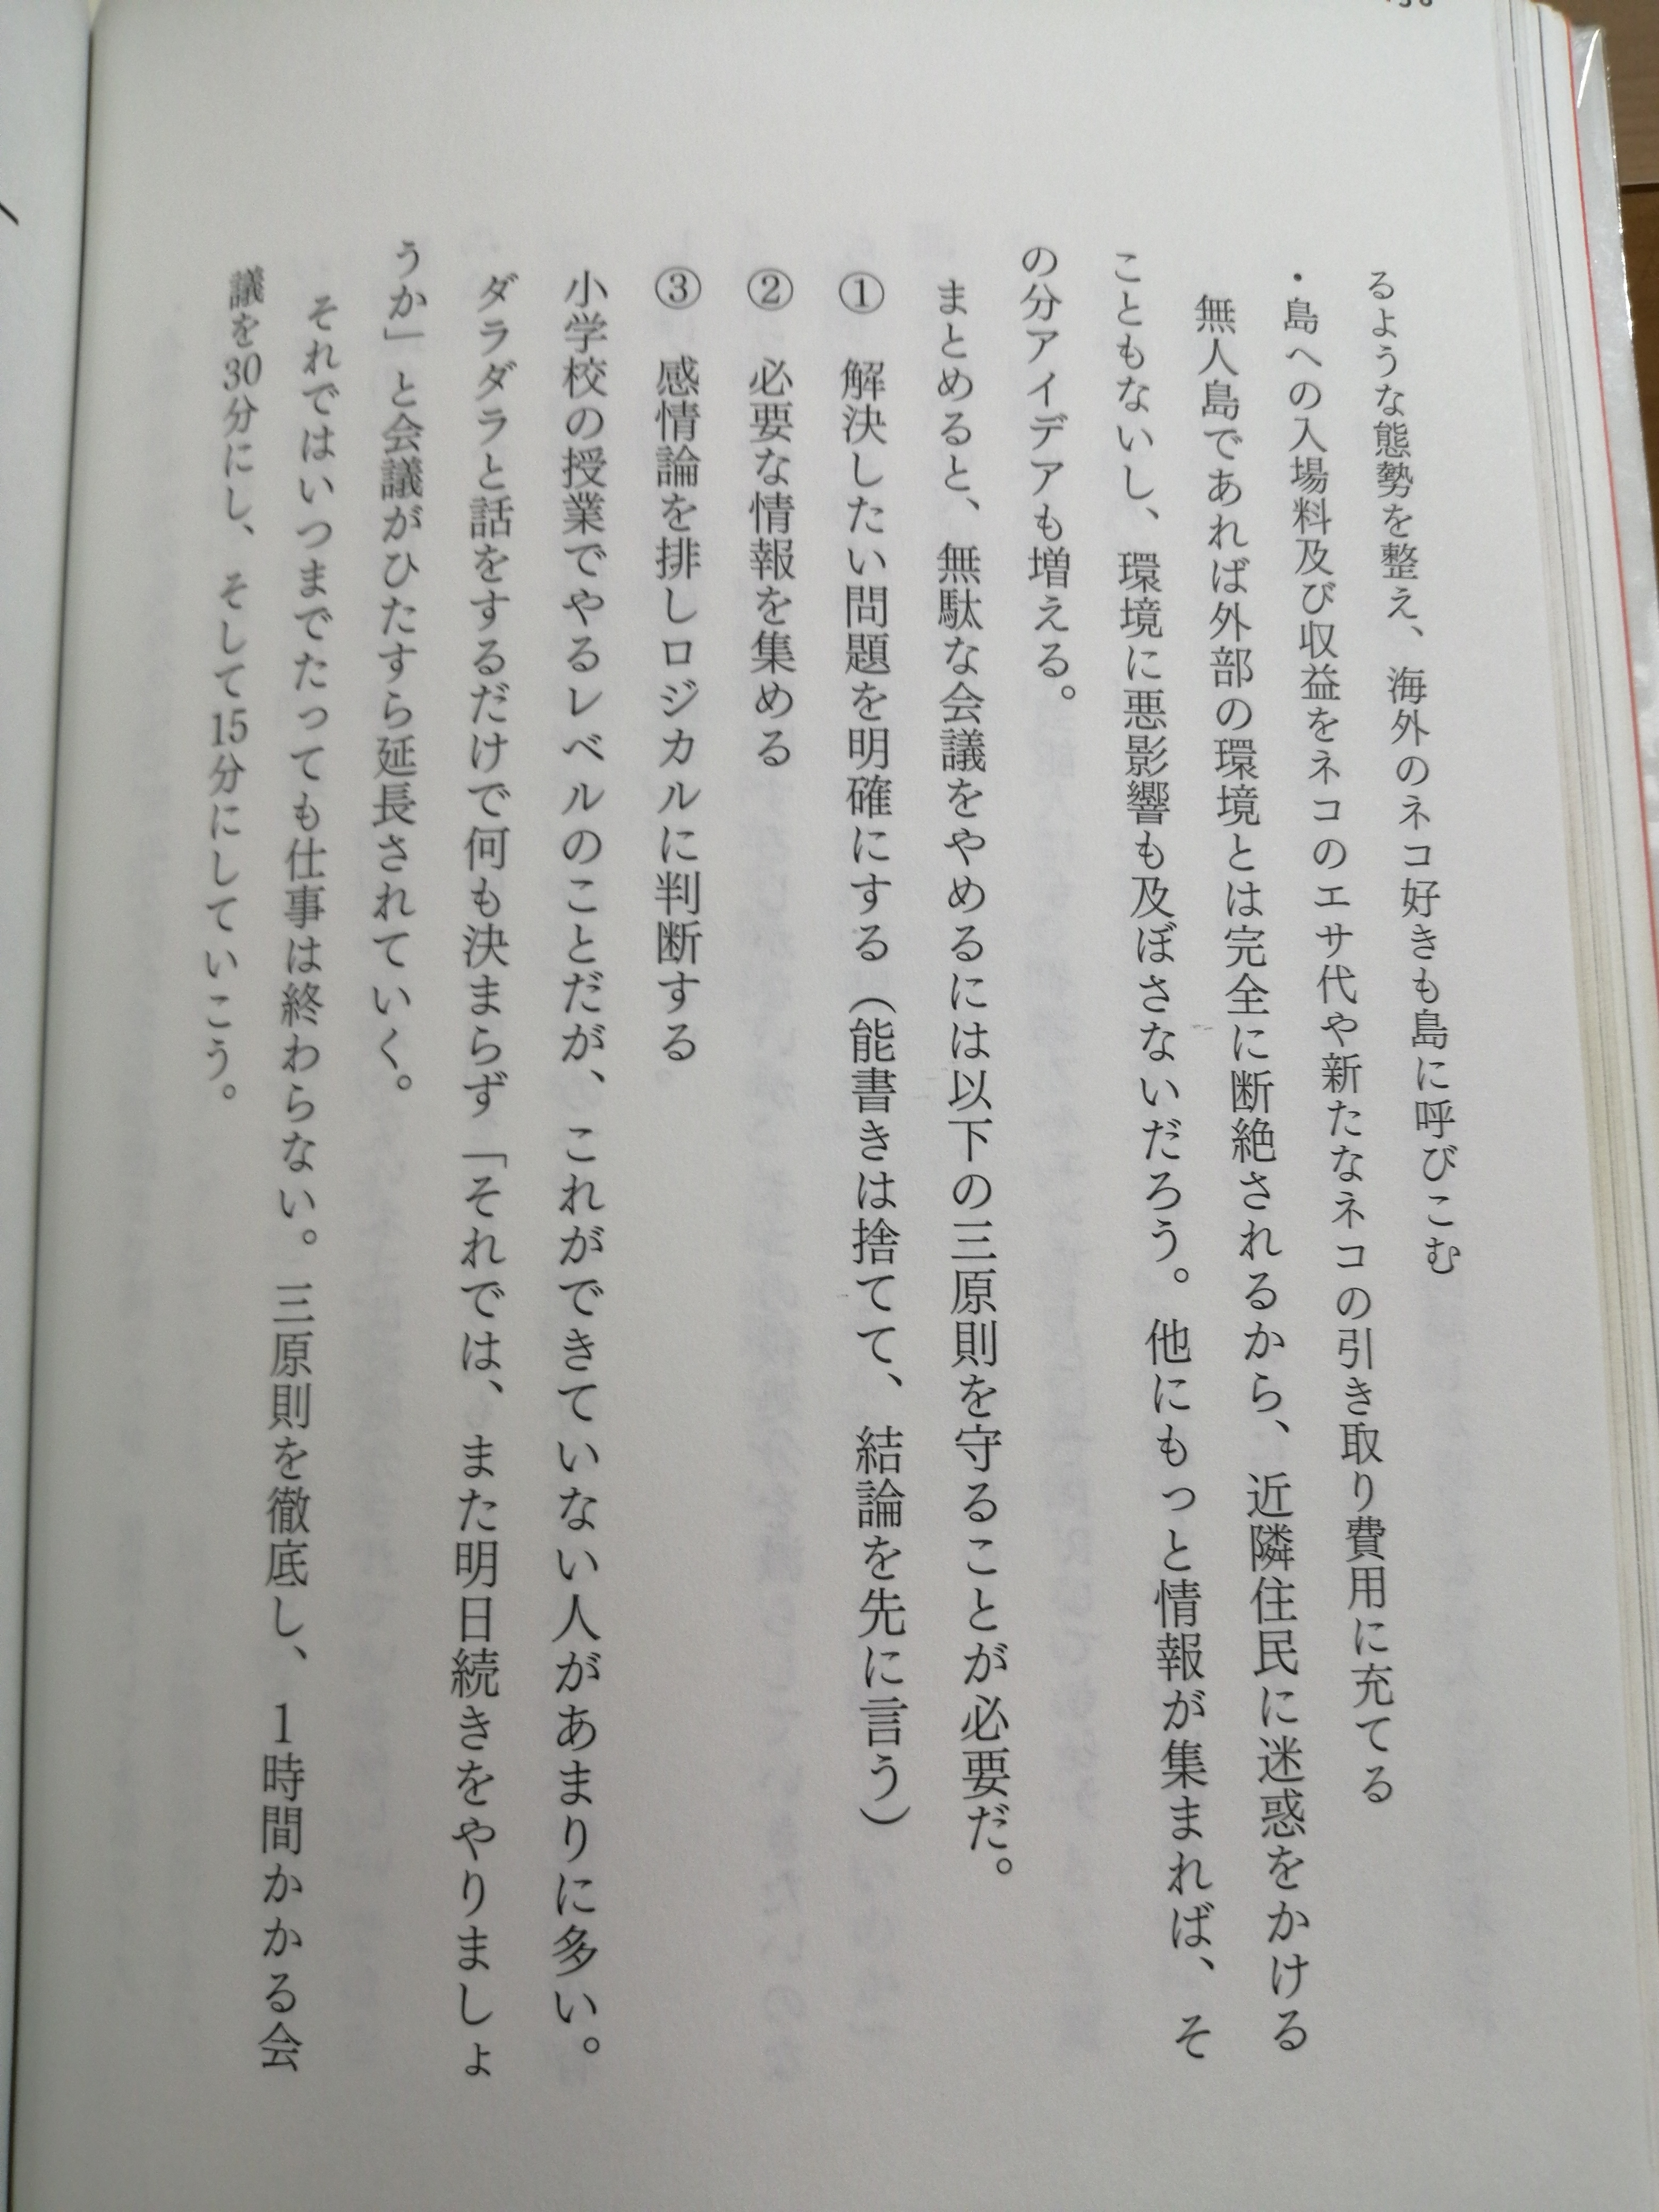 るような態勢を整え、海外のネコ好きも島に呼びこむ
・島への入場料及び収益をネコのエサ代や新たなネコの引き取り費用に充てる
無人島であれば外部の環境とは完全に断絶されるから、近隣住民に迷惑をかける
こともないし、環境に悪影響も及ぼさないだろう。他にもっと情報が集まれば、そ
の分アイデアも増える。
まとめると、無駄な会議をやめるには以下の三原則を守ることが必要だ。
① 解決したい問題を明確にする（能書きは捨てて、結論を先に言う）
② 必要な情報を集める
③ 感情論を排しロジカルに判断する
小学校の授業でやるレベルのことだが、これができていない人があまりに多い。
ダラダラと話をするだけで何も決まらず「それでは、また明日続きをやりましょ
うか」と会議がひたすら延長されていく。
それではいつまでたっても仕事は終わらない。三原則を徹底し、1時間かかる会
議を30分にし、そして15分にしていこう。